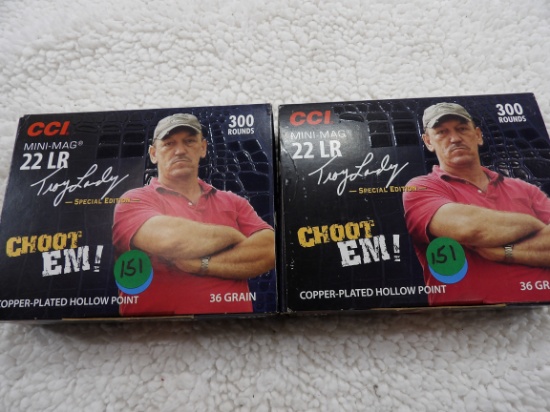 CCI
300
ROUNDS
MINI-MAG®
22 LR
Troy Landry
SPECIAL EDITION
CHOOT
EM!
151
COPPER-PLATED HOLLOW POINT
36 GRAIN
CCI
300
ROUNDS
MINI-MAG®
22 LR
Troy Landry
SPECIAL EDITION
CHOOT
EM!
151
COPPER-PLATED HOLLOW POINT
36 GRA